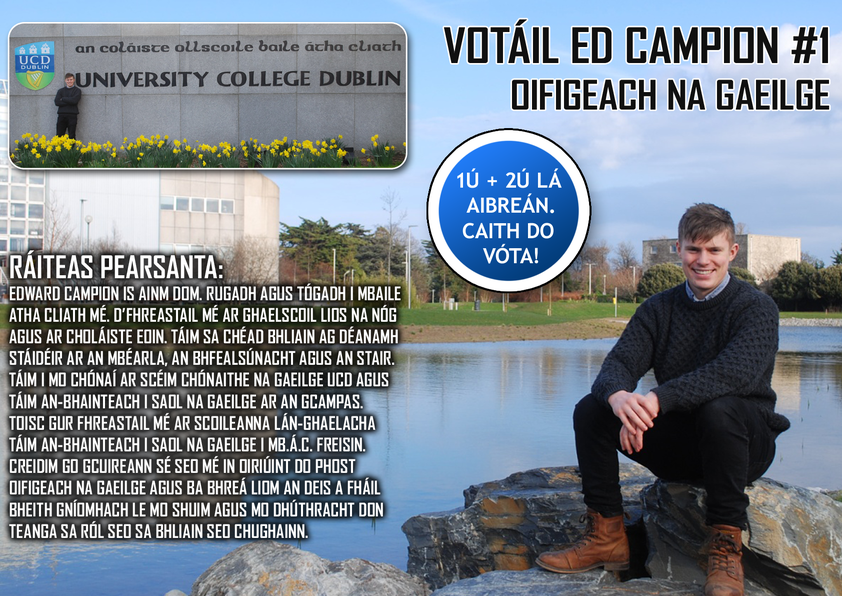 an coláiste ollscoile baile átha cliath
UCD
DUBLIN
UNIVERSITY COLLEGE DUBLIN
VOTÁIL ED CAMPION #1
OIFIGEACH NA GAEILGE
1Ú + 2Ú LÁ
AIBREÁN.
CAITH DO
VÓTA!
RÁITEAS PEARSANTA:
EDWARD CAMPION IS AINM DOM. RUGADH AGUS TÓGADH I MBAILE
ATHA CLIATH MÉ. D'FHREASTAIL MÉ AR GHAELSCOIL LIOS NA NÓG
AGUS AR CHOLÁISTE EOIN. TÁIM SA CHÉAD BHLIAIN AG DÉANAMH
STÁIDÉIR AR AN MBÉARLA, AN BHFEALSÚNACHT AGUS AN STAIR.
TÁIM I MO CHÓNAÍ AR SCÉIM CHÓNAITHE NA GAEILGE UCD AGUS
TÁIM AN-BHAINTEACH I SAOL NA GAEILGE AR AN GCAMPAS.
TOISC GUR FHREASTAIL MÉ AR SCOILEANNA LÁN-GHAELACHA
TÁIM AN-BHAINTEACH I SAOL NA GAEILGE I MB.Á.C. FREISIN.
CREIDIM GO GCUIREANN SÉ SEO MÉ IN OIRIÚINT DO PHOST
OIFIGEACH NA GAEILGE AGUS BA BHREÁ LIOM AN DEIS A FHÁIL
BHEITH GNÍOMHACH LE MO SHUIM AGUS MO DHÚTHRACHT DON
TEANGA SA RÓL SEO SA BHLIAIN SEO CHUGHAINN.